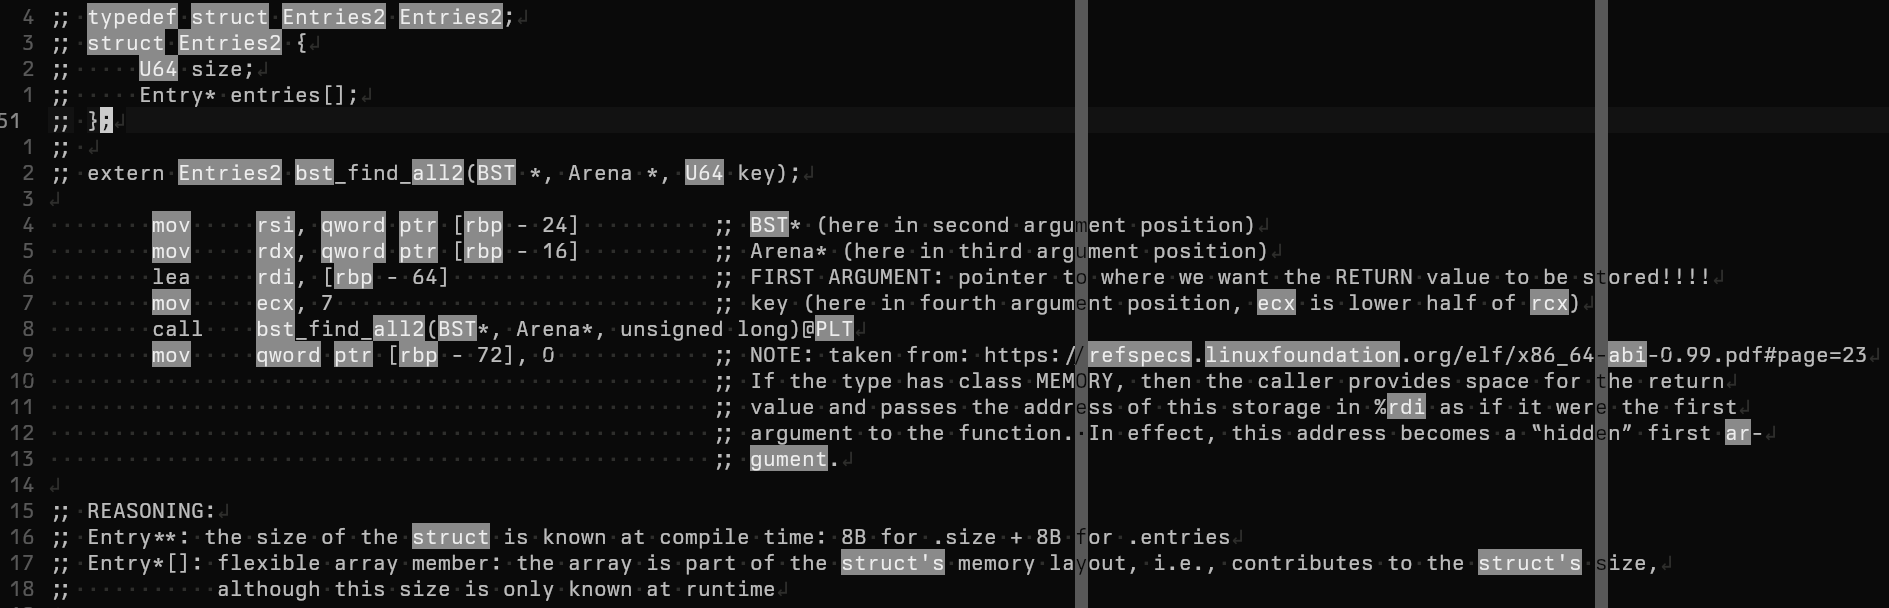 4 ;; typedef struct Entries2 Entries2;
3 ;; struct Entries2 {
2 ;;     U64 size;
1 ;;     Entry* entries[];
51 ;; };
1 ;;
2 ;; extern Entries2 bst_find_all2(BST *, Arena *, U64 key);
3
4         mov     rsi, qword ptr [rbp - 24]          ;; BST* (here in second argument position)
5         mov     rdx, qword ptr [rbp - 16]          ;; Arena* (here in third argument position)
6         lea     rdi, [rbp - 64]                    ;; FIRST ARGUMENT: pointer to where we want the RETURN value to be stored!!!!
7         mov     ecx, 7                             ;; key (here in fourth argument position, ecx is lower half of rcx)
8         call    bst_find_all2(BST*, Arena*, unsigned long)@PLT
9         mov     qword ptr [rbp - 72], 0            ;; NOTE: taken from: https://refspecs.linuxfoundation.org/elf/x86_64-abi-0.99.pdf#page=23
10                                                   ;; If the type has class MEMORY, then the caller provides space for the return
11                                                   ;; value and passes the address of this storage in %rdi as if it were the first
12                                                   ;; argument to the function. In effect, this address becomes a “hidden” first ar-
13                                                   ;; gument.
14
15 ;; REASONING:
16 ;; Entry**: the size of the struct is known at compile time: 8B for .size + 8B for .entries
17 ;; Entry*[]: flexible array member: the array is part of the struct's memory layout, i.e., contributes to the struct's size,
18 ;;           although this size is only known at runtime